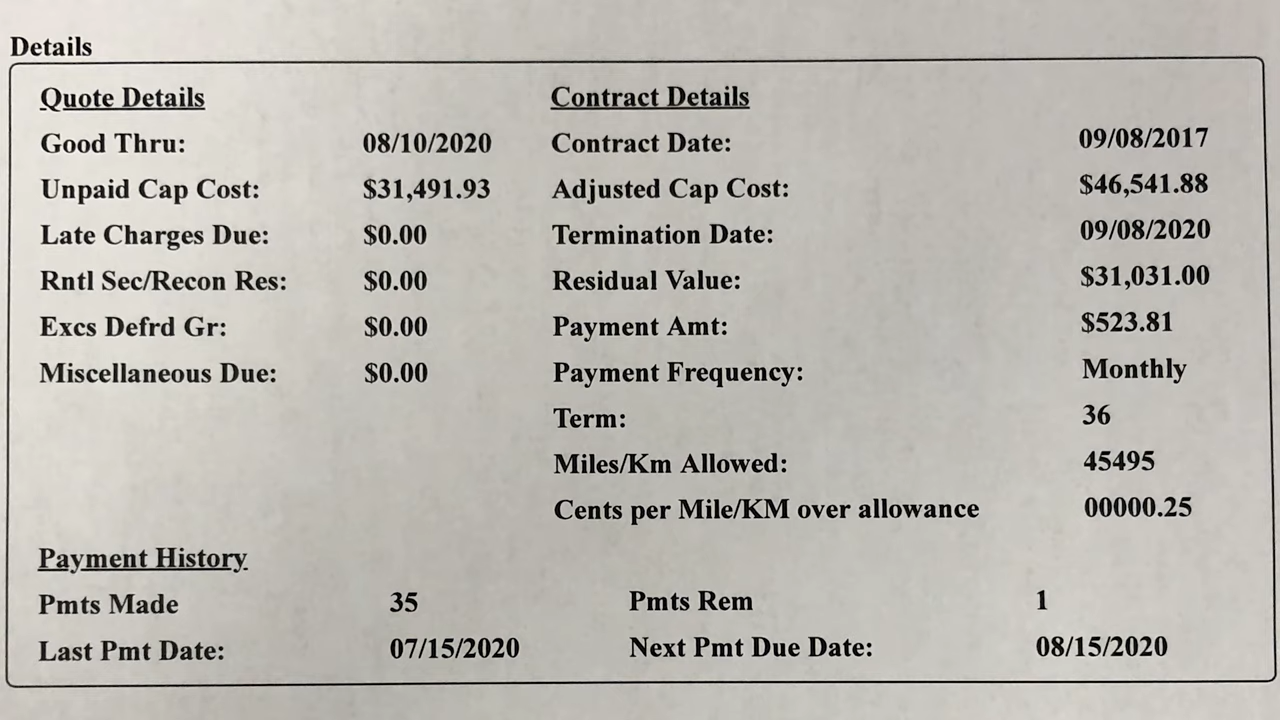 Details
Quote Details Contract Details
Good Thru: 08/10/2020 Contract Date: 09/08/2017
Unpaid Cap Cost: $31,491.93 Adjusted Cap Cost: $46,541.88
Late Charges Due: $0.00 Termination Date: 09/08/2020
Rntl Sec/Recon Res: $0.00 Residual Value: $31,031.00
Excs Defrd Gr: $0.00 Payment Amt: $523.81
Miscellaneous Due: $0.00 Payment Frequency: Monthly
Term: 36
Miles/Km Allowed: 45495
Cents per Mile/KM over allowance 00000.25
Payment History
Pmts Made 35 Pmts Rem 1
Last Pmt Date: 07/15/2020 Next Pmt Due Date: 08/15/2020